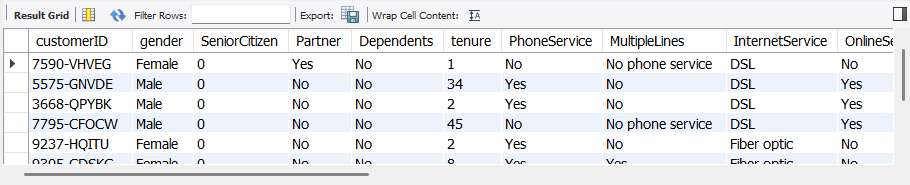 Result Grid Filter Rows: Export: Wrap Cell Content:
customerID gender SeniorCitizen Partner Dependents tenure PhoneService MultipleLines InternetService OnlineSe
7590-VHVEG Female 0 Yes No 1 No No phone service DSL No
5575-GNVDE Male 0 No No 34 Yes No DSL Yes
3668-QPYBK Male 0 No No 2 Yes No DSL Yes
7795-CFOCW Male 0 No No 45 No No phone service DSL Yes
9237-HQITU Female 0 No No 2 Yes No Fiber optic No
9305-CDSKC Female 0 No No 8 Yes Yes Fiber optic No